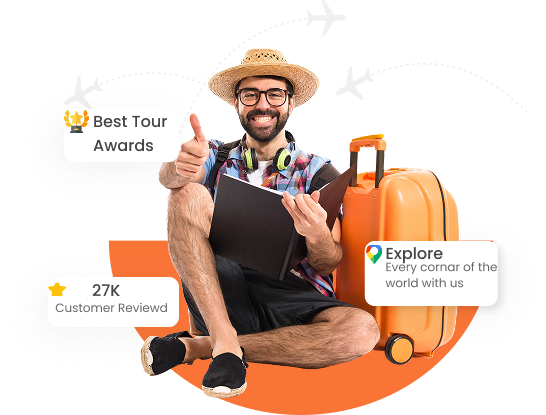 Best Tour
Awards
Explore
Every cornar of the
world with us
27K
Customer Reviewd